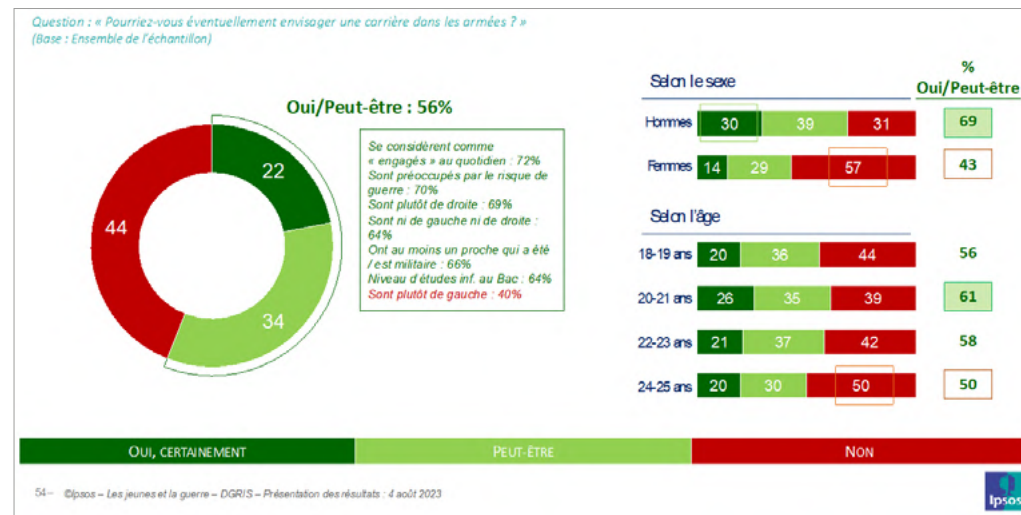 Question : « Pourriez-vous éventuellement envisager une carrière dans les armées ? »
(Base : Ensemble de l'échantillon)
Oui/Peut-être : 56%
22
34
44
Se considèrent comme
« engagés » au quotidien : 72%
Sont préoccupés par le risque de
guerre : 70%
Sont plutôt de droite : 69%
Sont ni de gauche ni de droite :
64%
Ont au moins un proche qui a été
/ est militaire : 66%
Niveau d'études inf. au Bac : 64%
Sont plutôt de gauche : 40%
%
Oui/Peut-être
Selon le sexe
Hommes 30 39 31 69
Femmes 14 29 57 43
Selon l'âge
18-19 ans 20 36 44 56
20-21 ans 26 35 39 61
22-23 ans 21 37 42 58
24-25 ans 20 30 50 50
OUI, CERTAINEMENT PEUT-ÊTRE NON
54 – ©Ipsos – Les jeunes et la guerre – DGRIS – Présentation des résultats : 4 août 2023
Ipsos